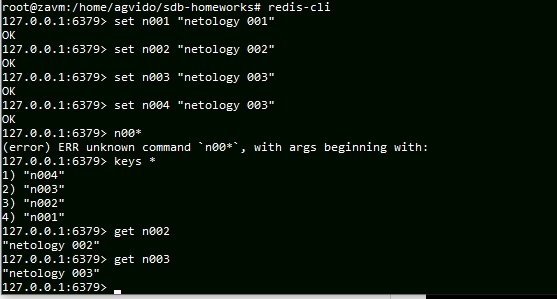 root@zavm:/home/agvido/sdb-homeworks# redis-cli
127.0.0.1:6379> set n001 "netology 001"
OK
127.0.0.1:6379> set n002 "netology 002"
OK
127.0.0.1:6379> set n003 "netology 003"
OK
127.0.0.1:6379> set n004 "netology 003"
OK
127.0.0.1:6379> n00*
(error) ERR unknown command `n00*`, with args beginning with:
127.0.0.1:6379> keys *
1) "n004"
2) "n003"
3) "n002"
4) "n001"
127.0.0.1:6379> get n002
"netology 002"
127.0.0.1:6379> get n003
"netology 003"
127.0.0.1:6379>